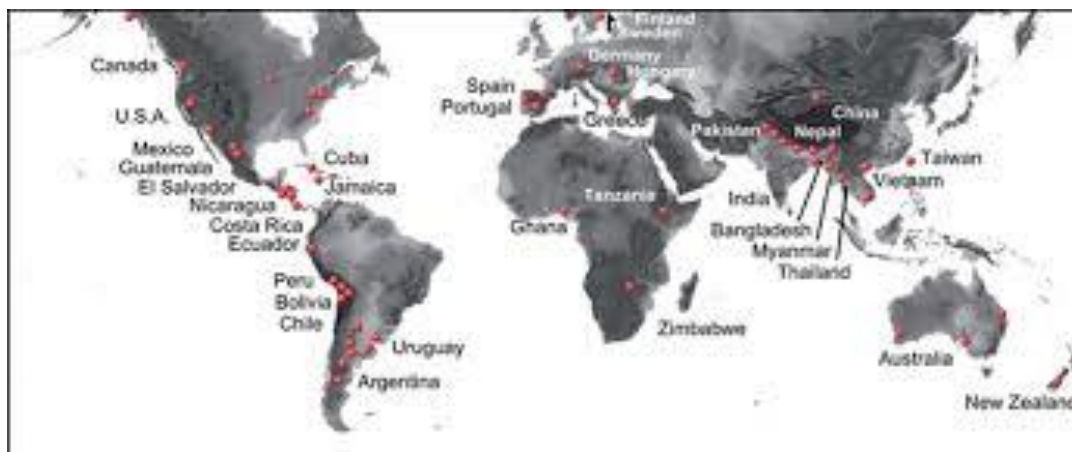 Finland
Sweden
Germany
Hungary
Canada
Spain
Portugal
U.S.A.
Greece
China
Pakistan
Nepal
Mexico
Guatemala
El Salvador
Nicaragua
Costa Rica
Ecuador
Cuba
Jamaica
Taiwan
Vietnam
Tanzania
Ghana
India
Bangladesh
Myanmar
Thailand
Peru
Bolivia
Chile
Zimbabwe
Uruguay
Argentina
Australia
New Zealand